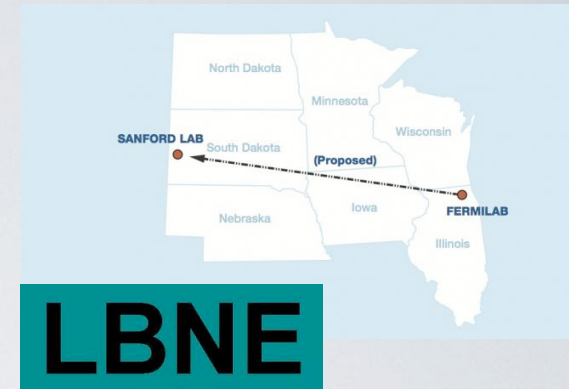 North Dakota
Minnesota
Wisconsin
SANFORD LAB
South Dakota
(Proposed)
Iowa
FERMILAB
Nebraska
Illinois
LBNE